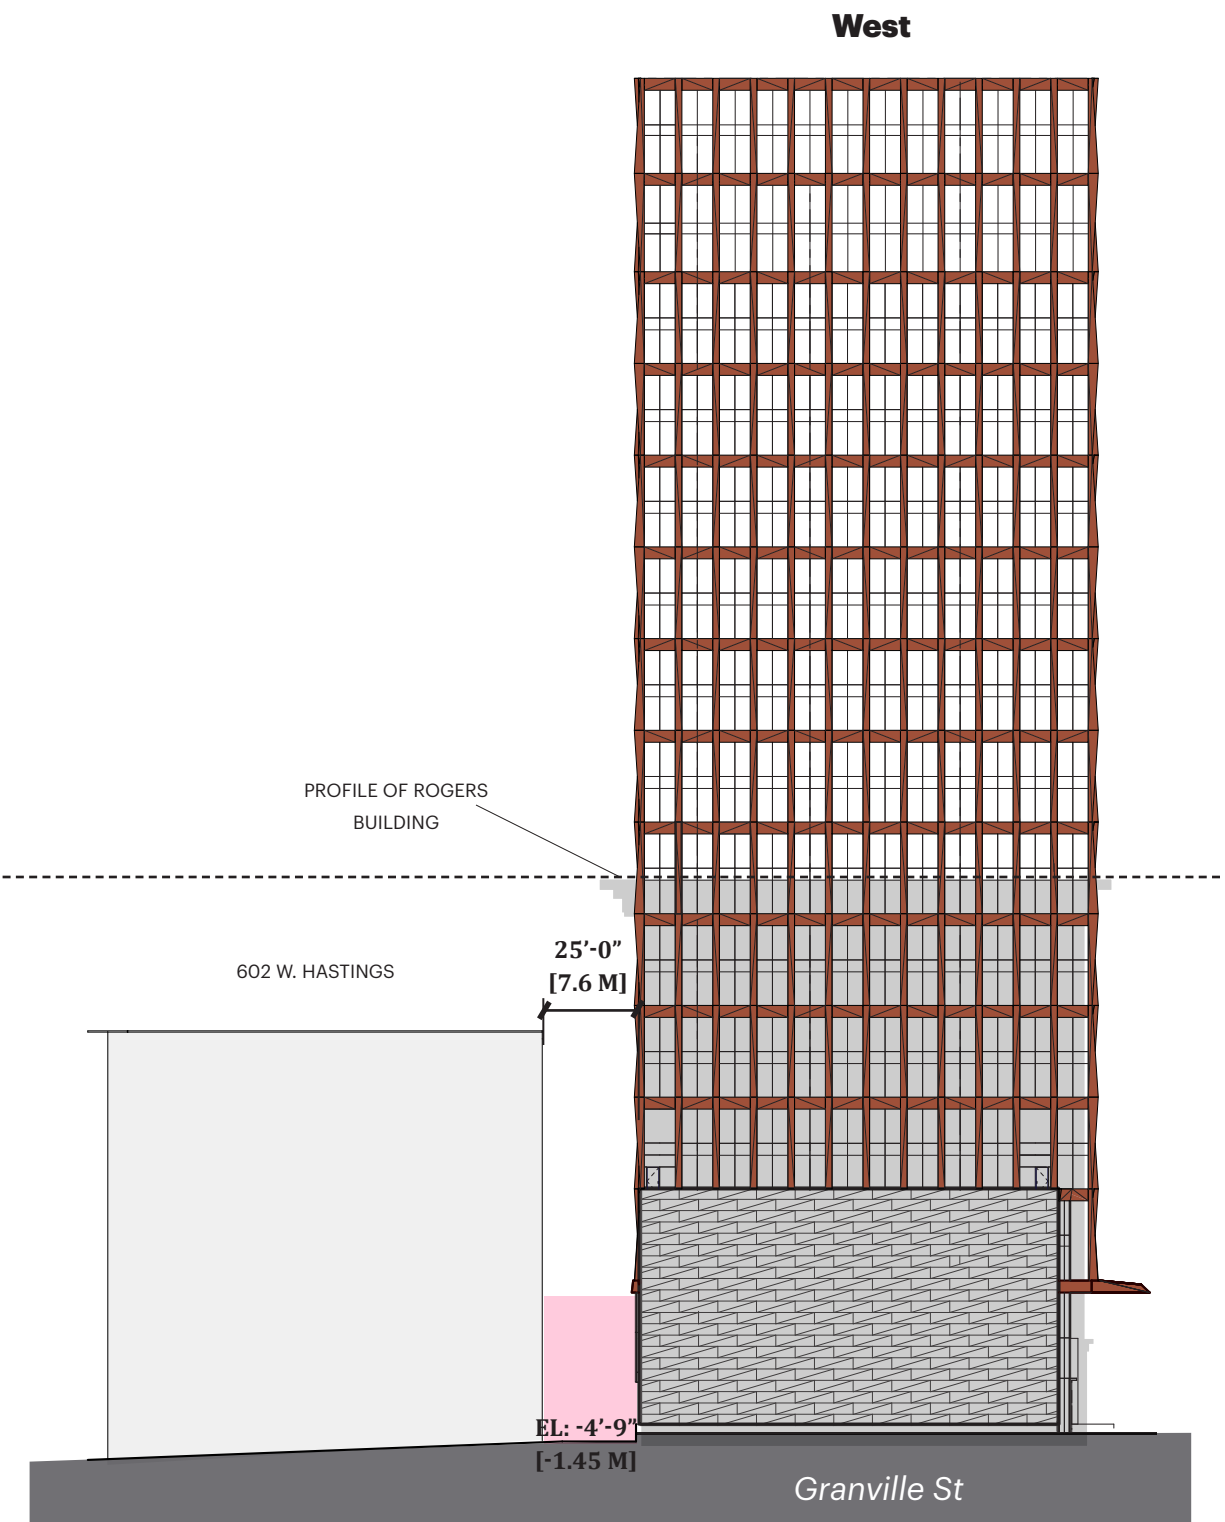 West
PROFILE OF ROGERS
BUILDING
25’-0”
[7.6 M]
602 W. HASTINGS
EL: -4’-9”
[-1.45 M]
Granville St